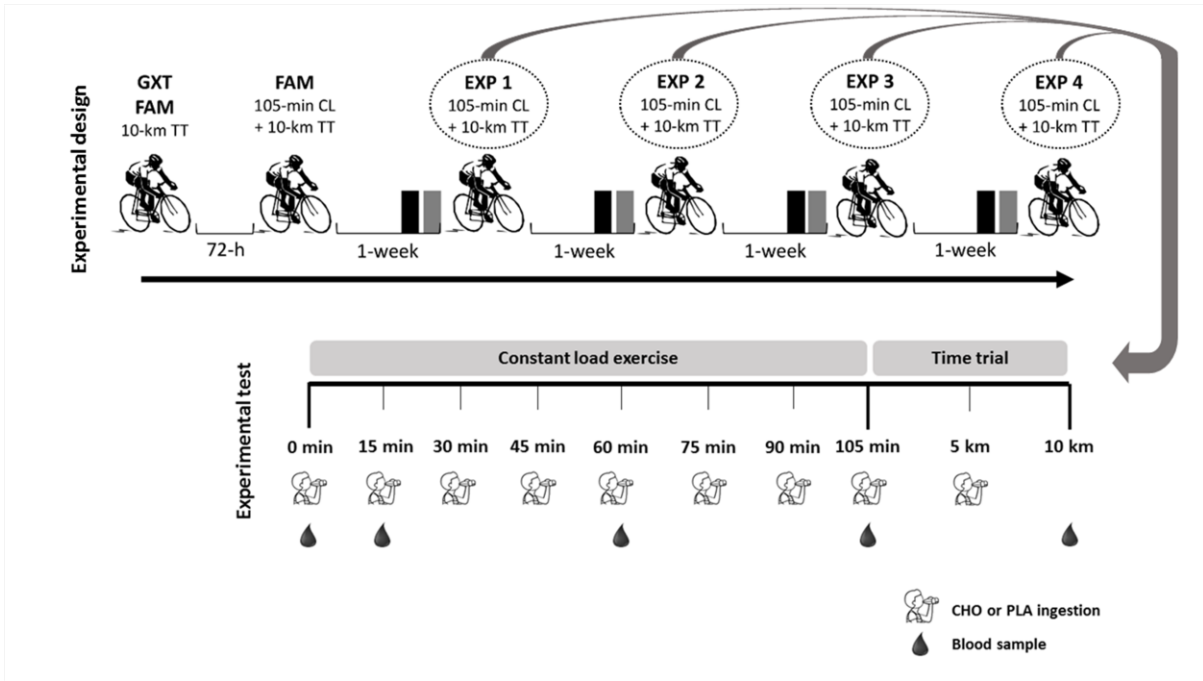 Experimental design
GXT
FAM
10-km TT
FAM
105-min CL
+ 10-km TT
EXP 1
105-min CL
+ 10-km TT
EXP 2
105-min CL
+ 10-km TT
EXP 3
105-min CL
+ 10-km TT
EXP 4
105-min CL
+ 10-km TT
72-h
1-week
1-week
1-week
1-week
Experimental test
Constant load exercise
Time trial
0 min
15 min
30 min
45 min
60 min
75 min
90 min
105 min
5 km
10 km
CHO or PLA ingestion
Blood sample